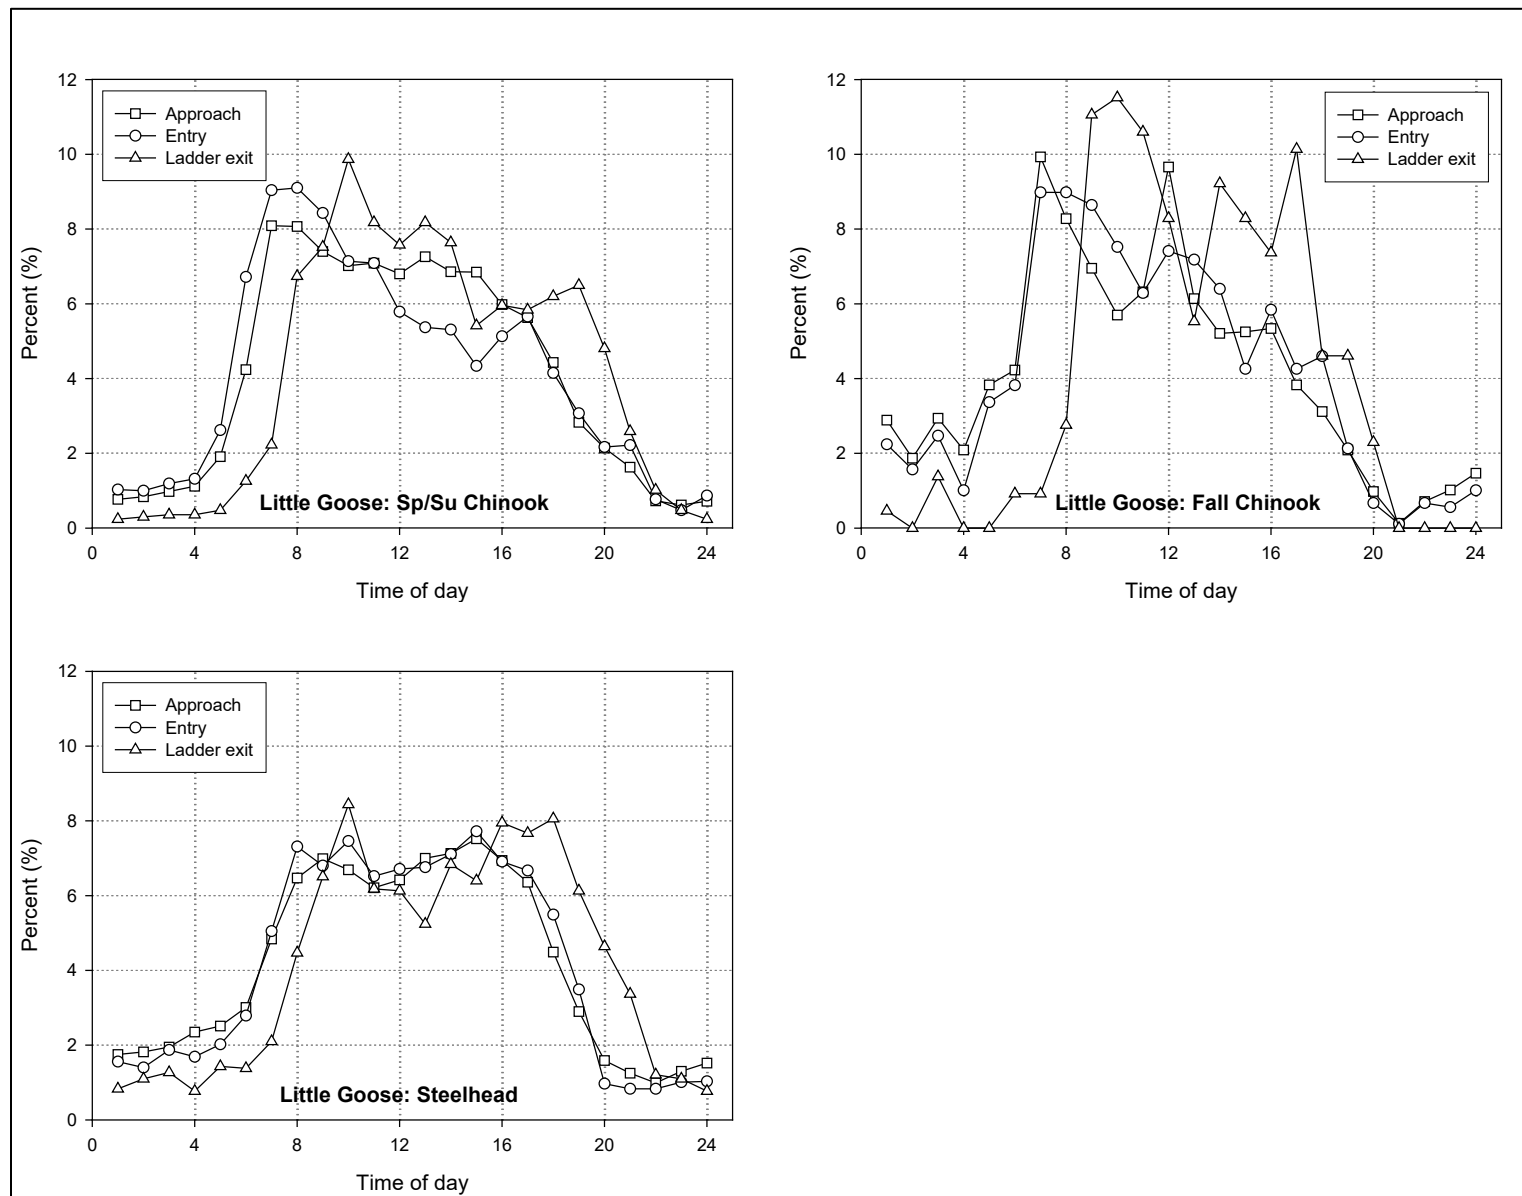 12
10
8
6
4
2
0
Percent (%)
Approach
Entry
Ladder exit
Little Goose: Sp/Su Chinook
0 4 8 12 16 20 24
Time of day
12
10
8
6
4
2
0
Percent (%)
Approach
Entry
Ladder exit
Little Goose: Fall Chinook
0 4 8 12 16 20 24
Time of day
12
10
8
6
4
2
0
Percent (%)
Approach
Entry
Ladder exit
Little Goose: Steelhead
0 4 8 12 16 20 24
Time of day